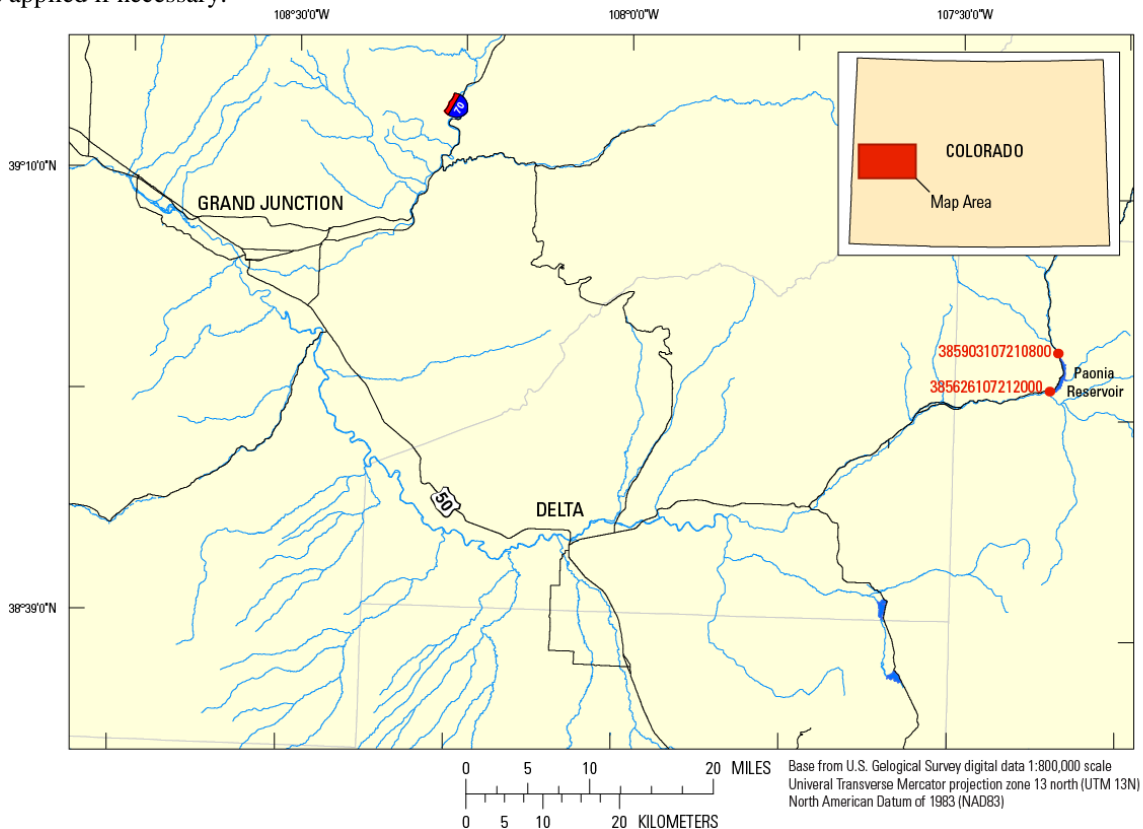 applied if necessary.
108°30'0"W 108°0'0"W 107°30'0"W
70
COLORADO
Map Area
39°10'0"N
GRAND JUNCTION
385903107210800
Paonia
385626107212000
Reservoir
50
DELTA
38°39'0"N
0 5 10 20 MILES
0 5 10 20 KILOMETERS
Base from U.S. Gelogical Survey digital data 1:800,000 scale
Univeral Transverse Mercator projection zone 13 north (UTM 13N)
North American Datum of 1983 (NAD83)